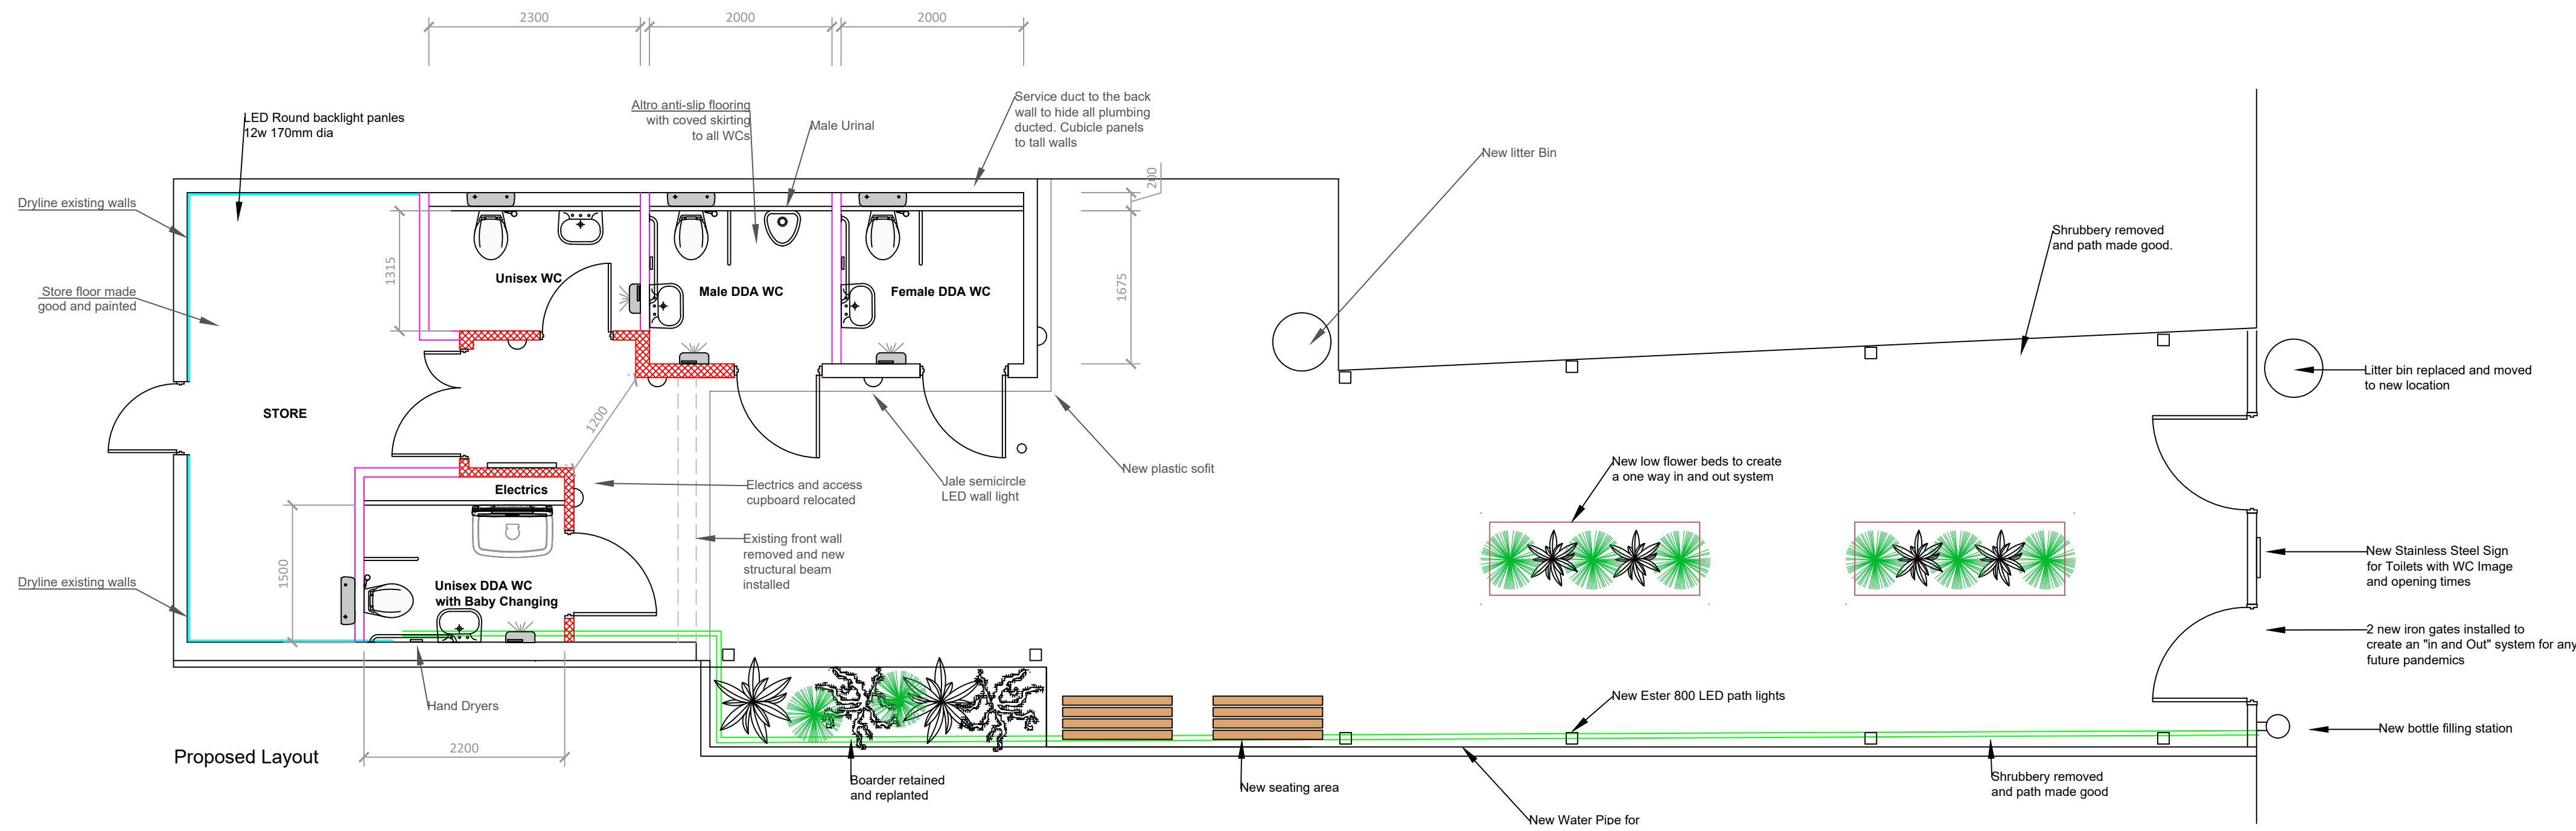 2300
2000
2000
LED Round backlight panles
12w 170mm dia
Altro anti-slip flooring
with coved skirting
to all WCs
Male Urinal
Service duct to the back
wall to hide all plumbing
ducted. Cubicle panels
to tall walls
New litter Bin
200
Dryline existing walls
Shrubbery removed
and path made good.
1315
Unisex WC
Male DDA WC
Female DDA WC
1675
Store floor made
good and painted
Litter bin replaced and moved
to new location
STORE
1200
New plastic sofit
New low flower beds to create
a one way in and out system
Electrics
Electrics and access
cupboard relocated
Jale semicircle
LED wall light
Existing front wall
removed and new
structural beam
installed
New Stainless Steel Sign
for Toilets with WC Image
and opening times
1500
Dryline existing walls
Unisex DDA WC
with Baby Changing
2 new iron gates installed to
create an "in and Out" system for any
future pandemics
Hand Dryers
New Ester 800 LED path lights
New bottle filling station
Proposed Layout
2200
Boarder retained
and replanted
New seating area
Shrubbery removed
and path made good
New Water Pipe for